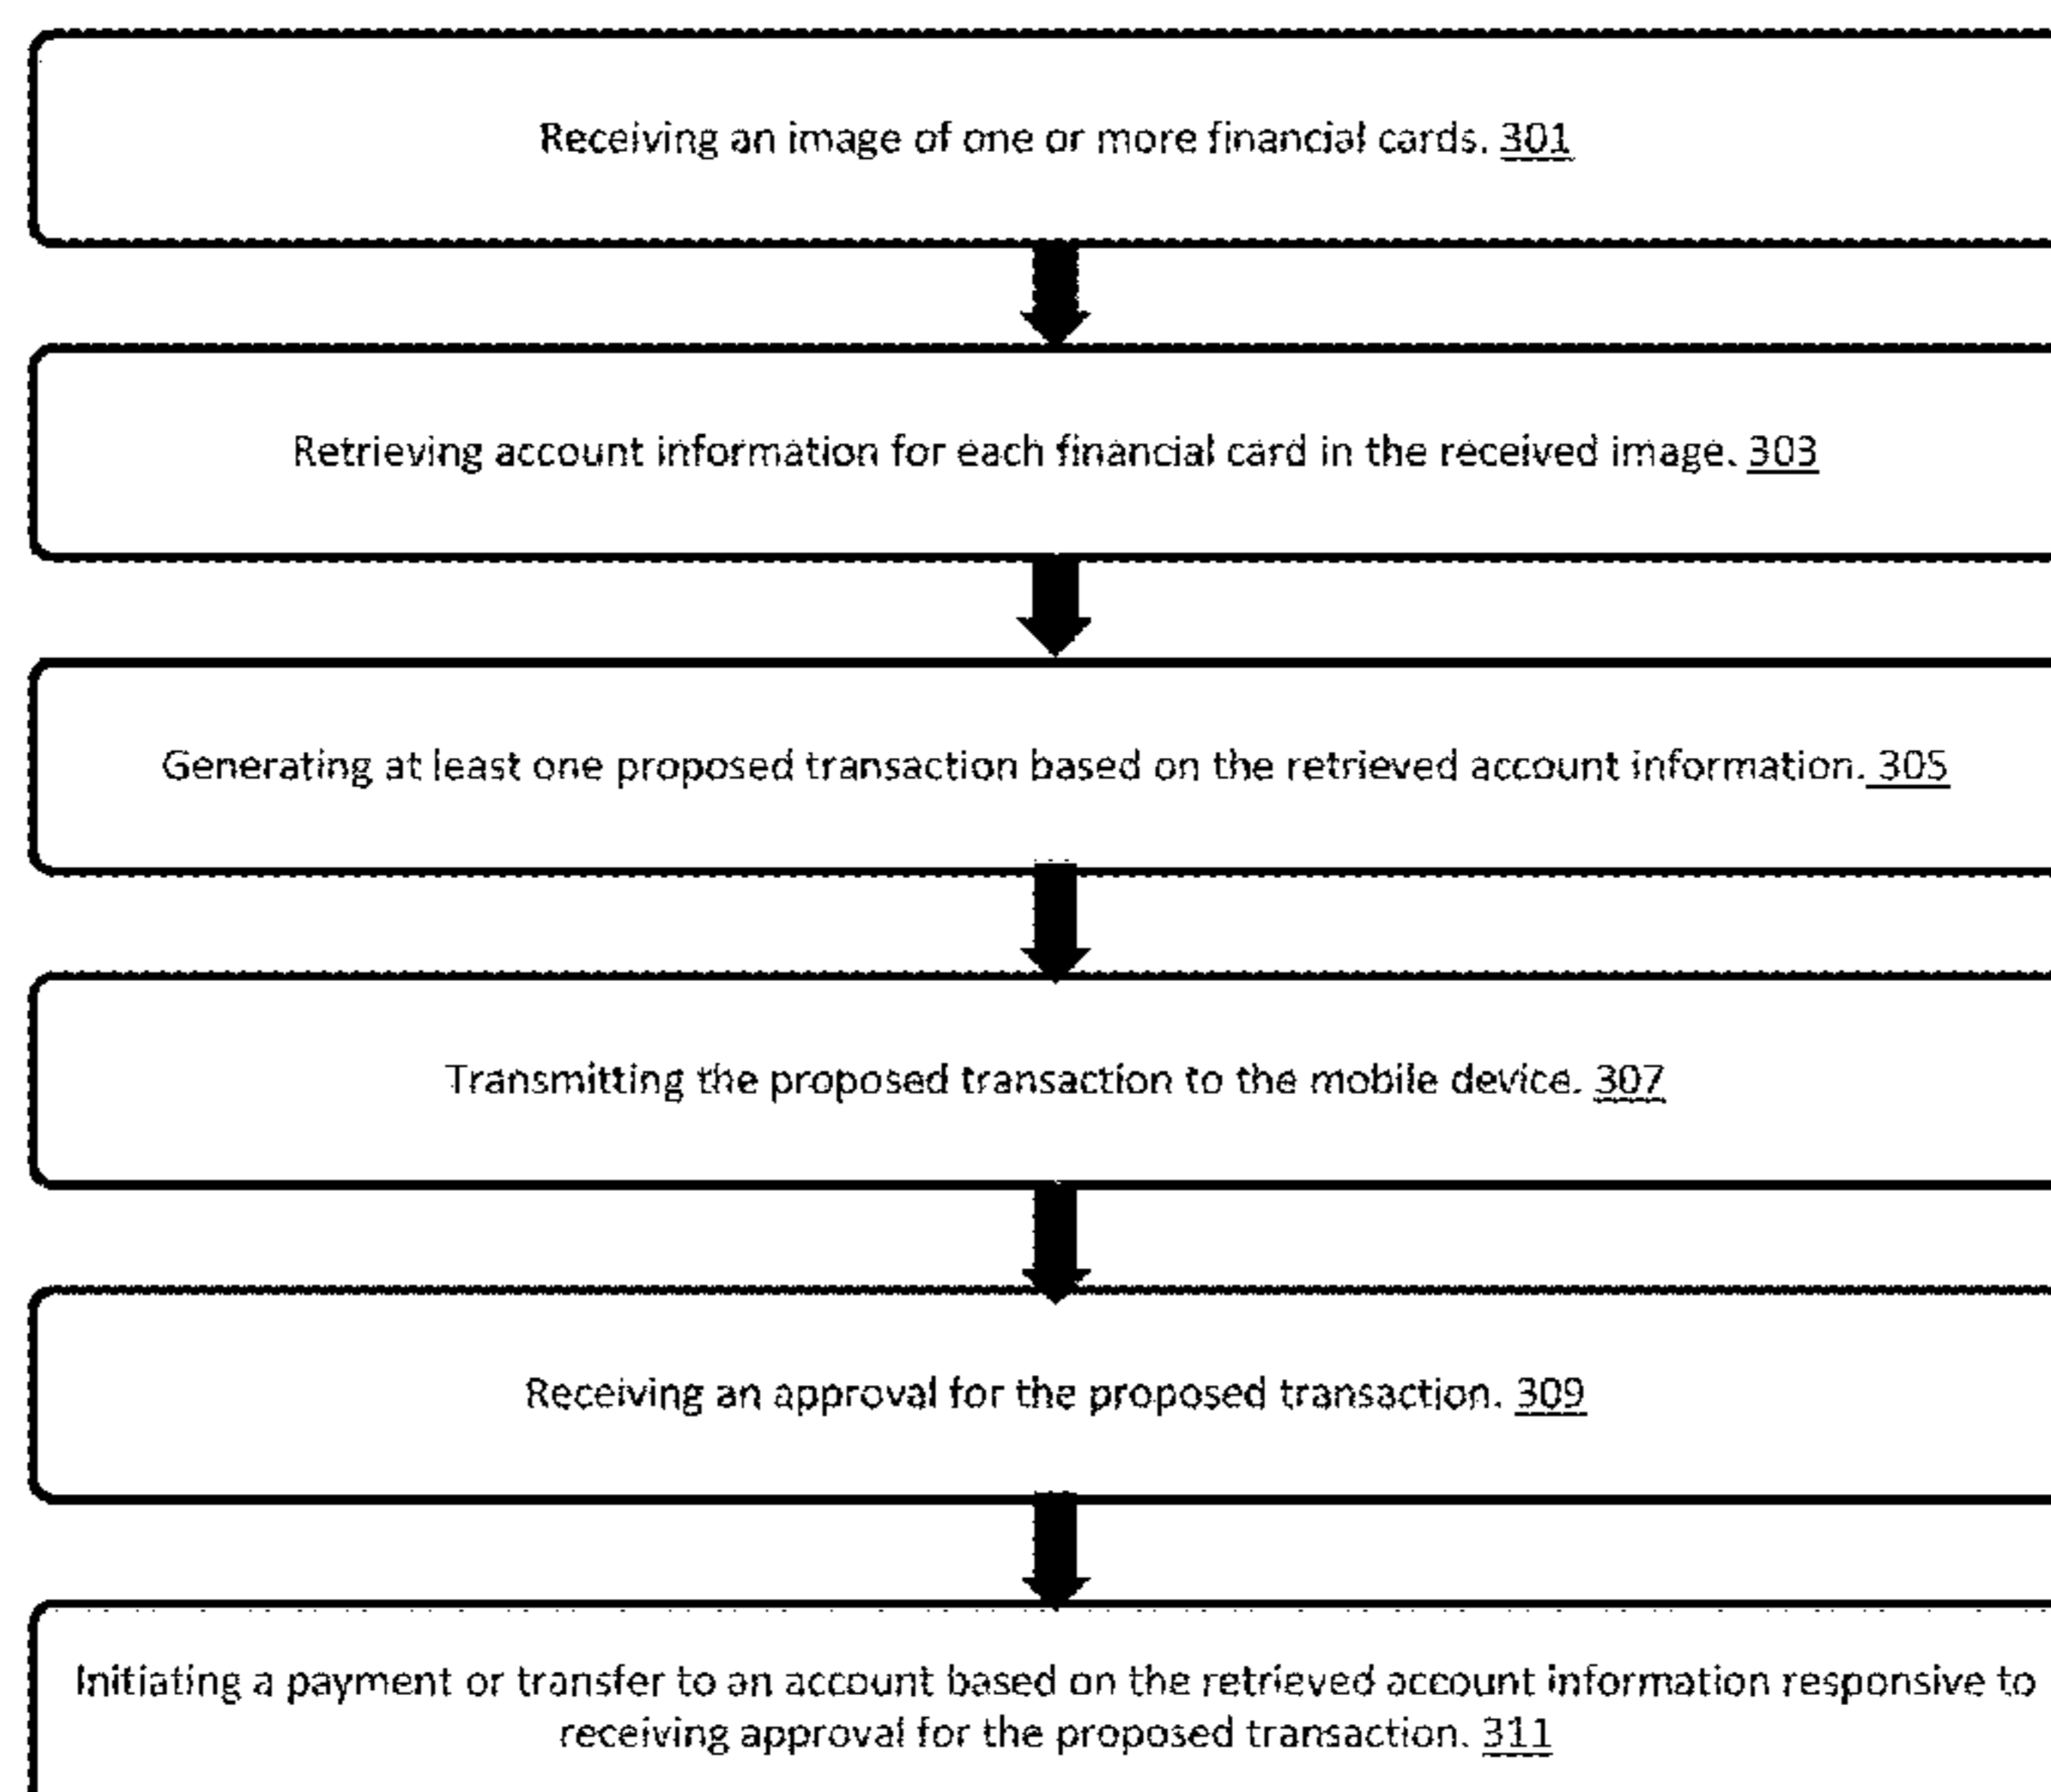 Receiving an image of one or more financial cards. 301
Retrieving account information for each financial card in the received image. 303
Generating at least one proposed transaction based on the retrieved account information. 305
Transmitting the proposed transaction to the mobile device. 307
Receiving an approval for the proposed transaction. 309
Initiating a payment or transfer to an account based on the retrieved account information responsive to
receiving approval for the proposed transaction. 311